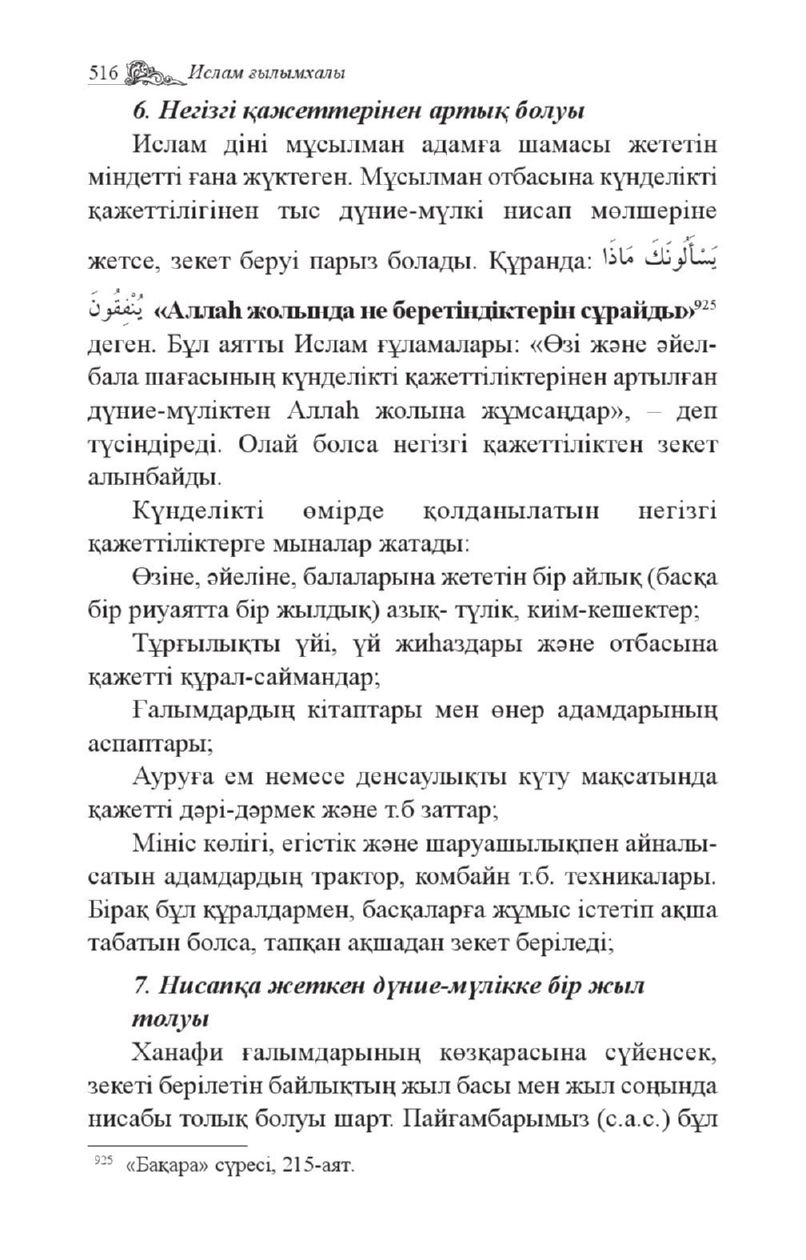 516 Ислам ғылымхалы
6. Негізгі қажеттерінен артық болуы
Ислам діні мұсылман адамға шамасы жететін
міндетті ғана жүктеген. Мұсылман отбасына күнделікті
қажеттілігінен тыс дүние-мүлкі нисап мөлшеріне
жетсе, зекет беруі парыз болады. Құранда: يَسْأَلُونَكَ مَاذَا
يُنْفِقُونَ «Аллаһ жолында не беретіндіктерін сұрайды»925
деген. Бұл аятты Ислам ғұламалары: «Өзі және әйел-
бала шағасының күнделікті қажеттіліктерінен артылған
дүние-мүліктен Аллаһ жолына жұмсаңдар», – деп
түсіндіреді. Олай болса негізгі қажеттіліктен зекет
алынбайды.
Күнделікті өмірде қолданылатын негізгі
қажеттіліктерге мыналар жатады:
Өзіне, әйеліне, балаларына жететін бір айлық (басқа
бір риуаятта бір жылдық) азық- түлік, киім-кешектер;
Тұрғылықты үйі, үй жиһаздары және отбасына
қажетті құрал-саймандар;
Ғалымдардың кітаптары мен өнер адамдарының
аспаптары;
Ауруға ем немесе денсаулықты күту мақсатында
қажетті дәрі-дәрмек және т.б заттар;
Мініс көлігі, егістік және шаруашылықпен айналы-
сатын адамдардың трактор, комбайн т.б. техникалары.
Бірақ бұл құралдармен, басқаларға жұмыс істетіп ақша
табатын болса, тапқан ақшадан зекет беріледі;
7. Нисапқа жеткен дүние-мүлікке бір жыл
толуы
Ханафи ғалымдарының көзқарасына сүйенсек,
зекеті берілетін байлықтың жыл басы мен жыл соңында
нисабы толық болуы шарт. Пайғамбарымыз (с.а.с.) бұл
925 «Бақара» сүресі, 215-аят.